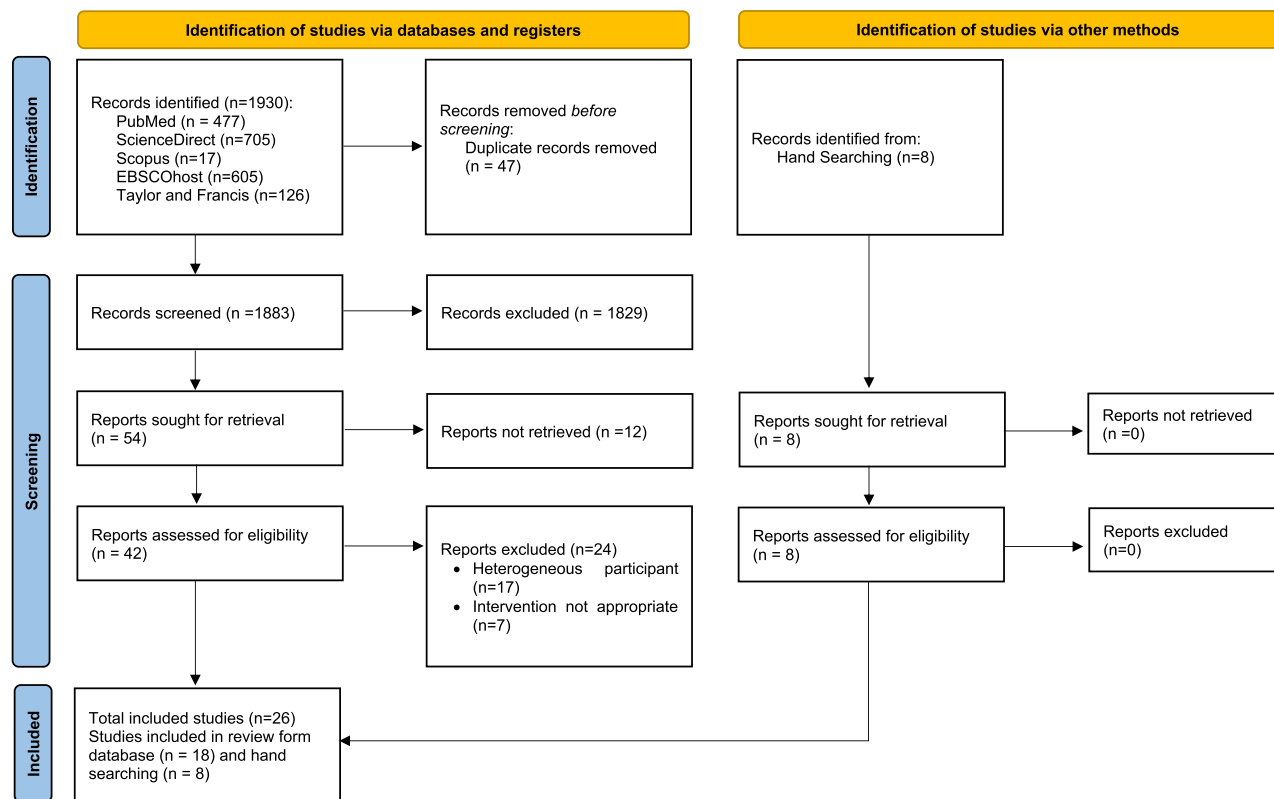 Identification of studies via databases and registers
Identification of studies via other methods
Identification
Records identified (n=1930):
PubMed (n = 477)
ScienceDirect (n=705)
Scopus (n=17)
EBSCOhost (n=605)
Taylor and Francis (n=126)
Records removed before
screening:
Duplicate records removed
(n = 47)
Records identified from:
Hand Searching (n=8)
Screening
Records screened (n =1883)
Records excluded (n = 1829)
Reports sought for retrieval
(n = 54)
Reports not retrieved (n =12)
Reports sought for retrieval
(n = 8)
Reports not retrieved
(n =0)
Reports assessed for eligibility
(n = 42)
Reports excluded (n=24)
• Heterogeneous participant
(n=17)
• Intervention not appropriate
(n=7)
Reports assessed for eligibility
(n = 8)
Reports excluded
(n=0)
Included
Total included studies (n=26)
Studies included in review form
database (n = 18) and hand
searching (n = 8)